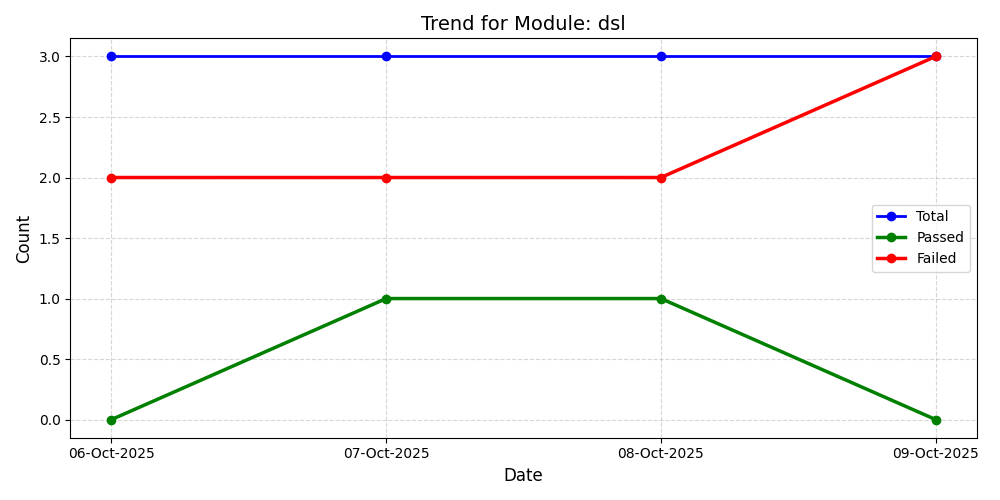 Trend for Module: dsl
3.0
2.5
2.0
1.5
1.0
0.5
0.0
Count
Total
Passed
Failed
06-Oct-2025 07-Oct-2025 08-Oct-2025 09-Oct-2025
Date